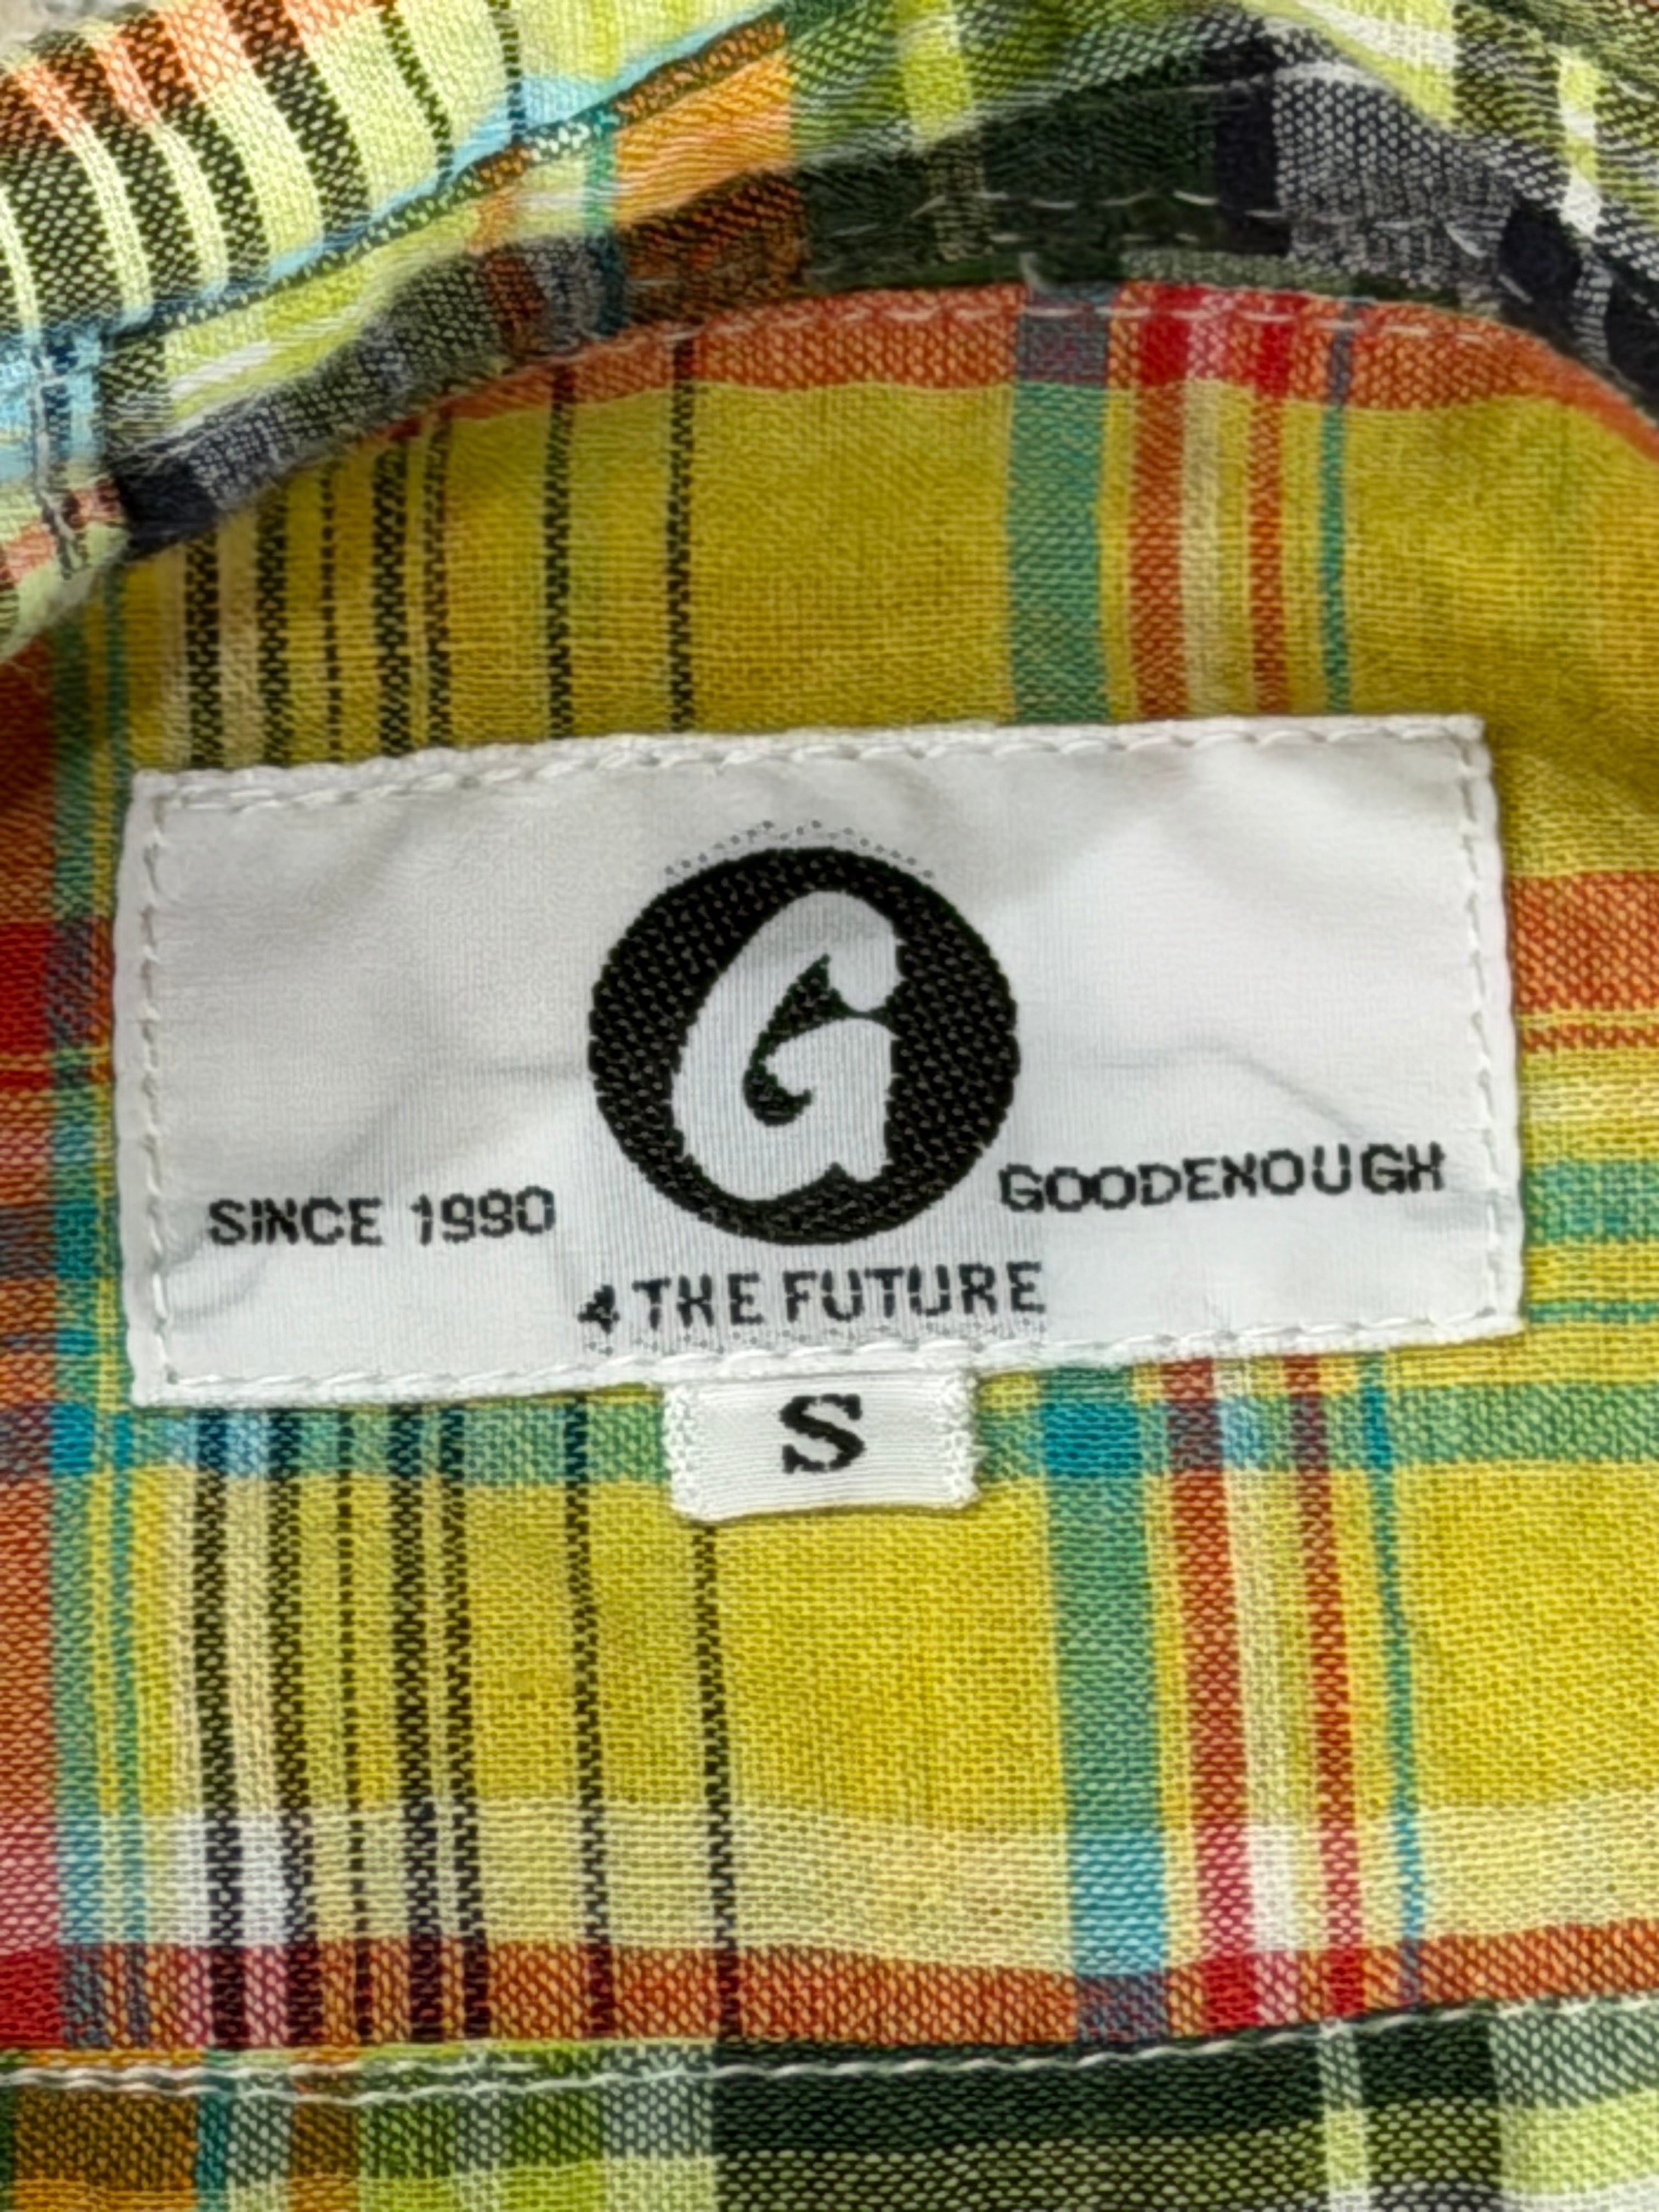 G
SINCE 1990
GOODENOUGH
4 THE FUTURE
S